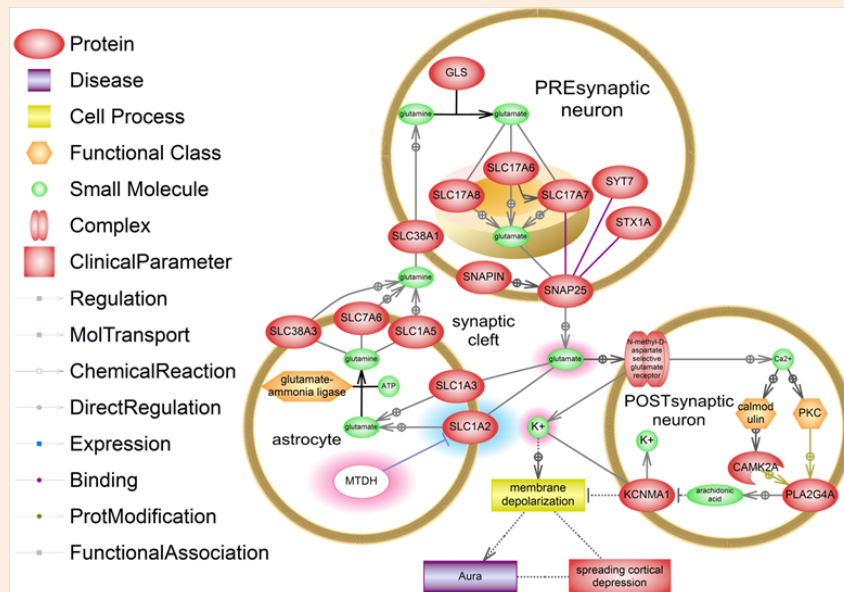 Protein
Disease
Cell Process
Functional Class
Small Molecule
Complex
ClinicalParameter
Regulation
MolTransport
ChemicalReaction
DirectRegulation
Expression
Binding
ProtModification
FunctionalAssociation
GLS
PREsynaptic
neuron
glutamine
glutamate
SLC17A6
SLC17A8
SLC17A7
SYT7
STX1A
glutamate
SLC38A1
SNAPIN
SNAP25
glutamine
SLC38A3
SLC7A6
SLC1A5
synaptic
cleft
glutamine
glutamate-
ammonia ligase
ATP
SLC1A3
glutamate
N-methyl-D-
aspartate
selective
glutamate
receptor
Ca2+
POSTsynaptic
neuron
calmod
ulin
PKC
astrocyte
glutamate
SLC1A2
K+
K+
CAMK2A
MTDH
membrane
depolarization
KCNMA1
arachidonic
acid
PLA2G4A
Aura
spreading cortical
depression